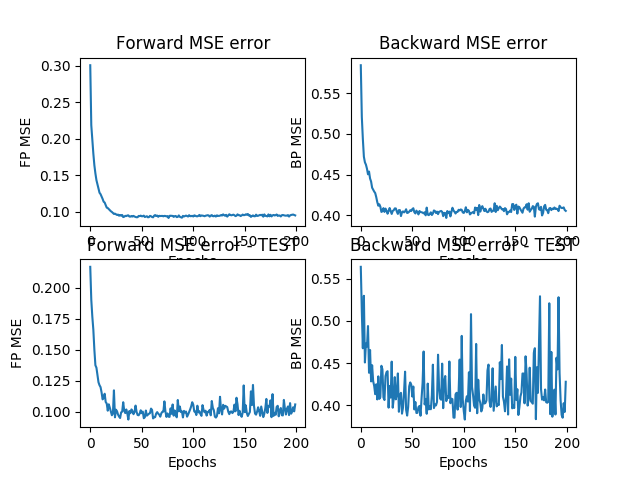 Forward MSE error
Backward MSE error
FP MSE
0.30
0.25
0.20
0.15
0.10
0 50 100 150 200
Epochs
BP MSE
0.55
0.50
0.45
0.40
0 50 100 150 200
Epochs
Forward MSE error - TEST
Backward MSE error - TEST
FP MSE
0.200
0.175
0.150
0.125
0.100
0 50 100 150 200
Epochs
BP MSE
0.55
0.50
0.45
0.40
0 50 100 150 200
Epochs